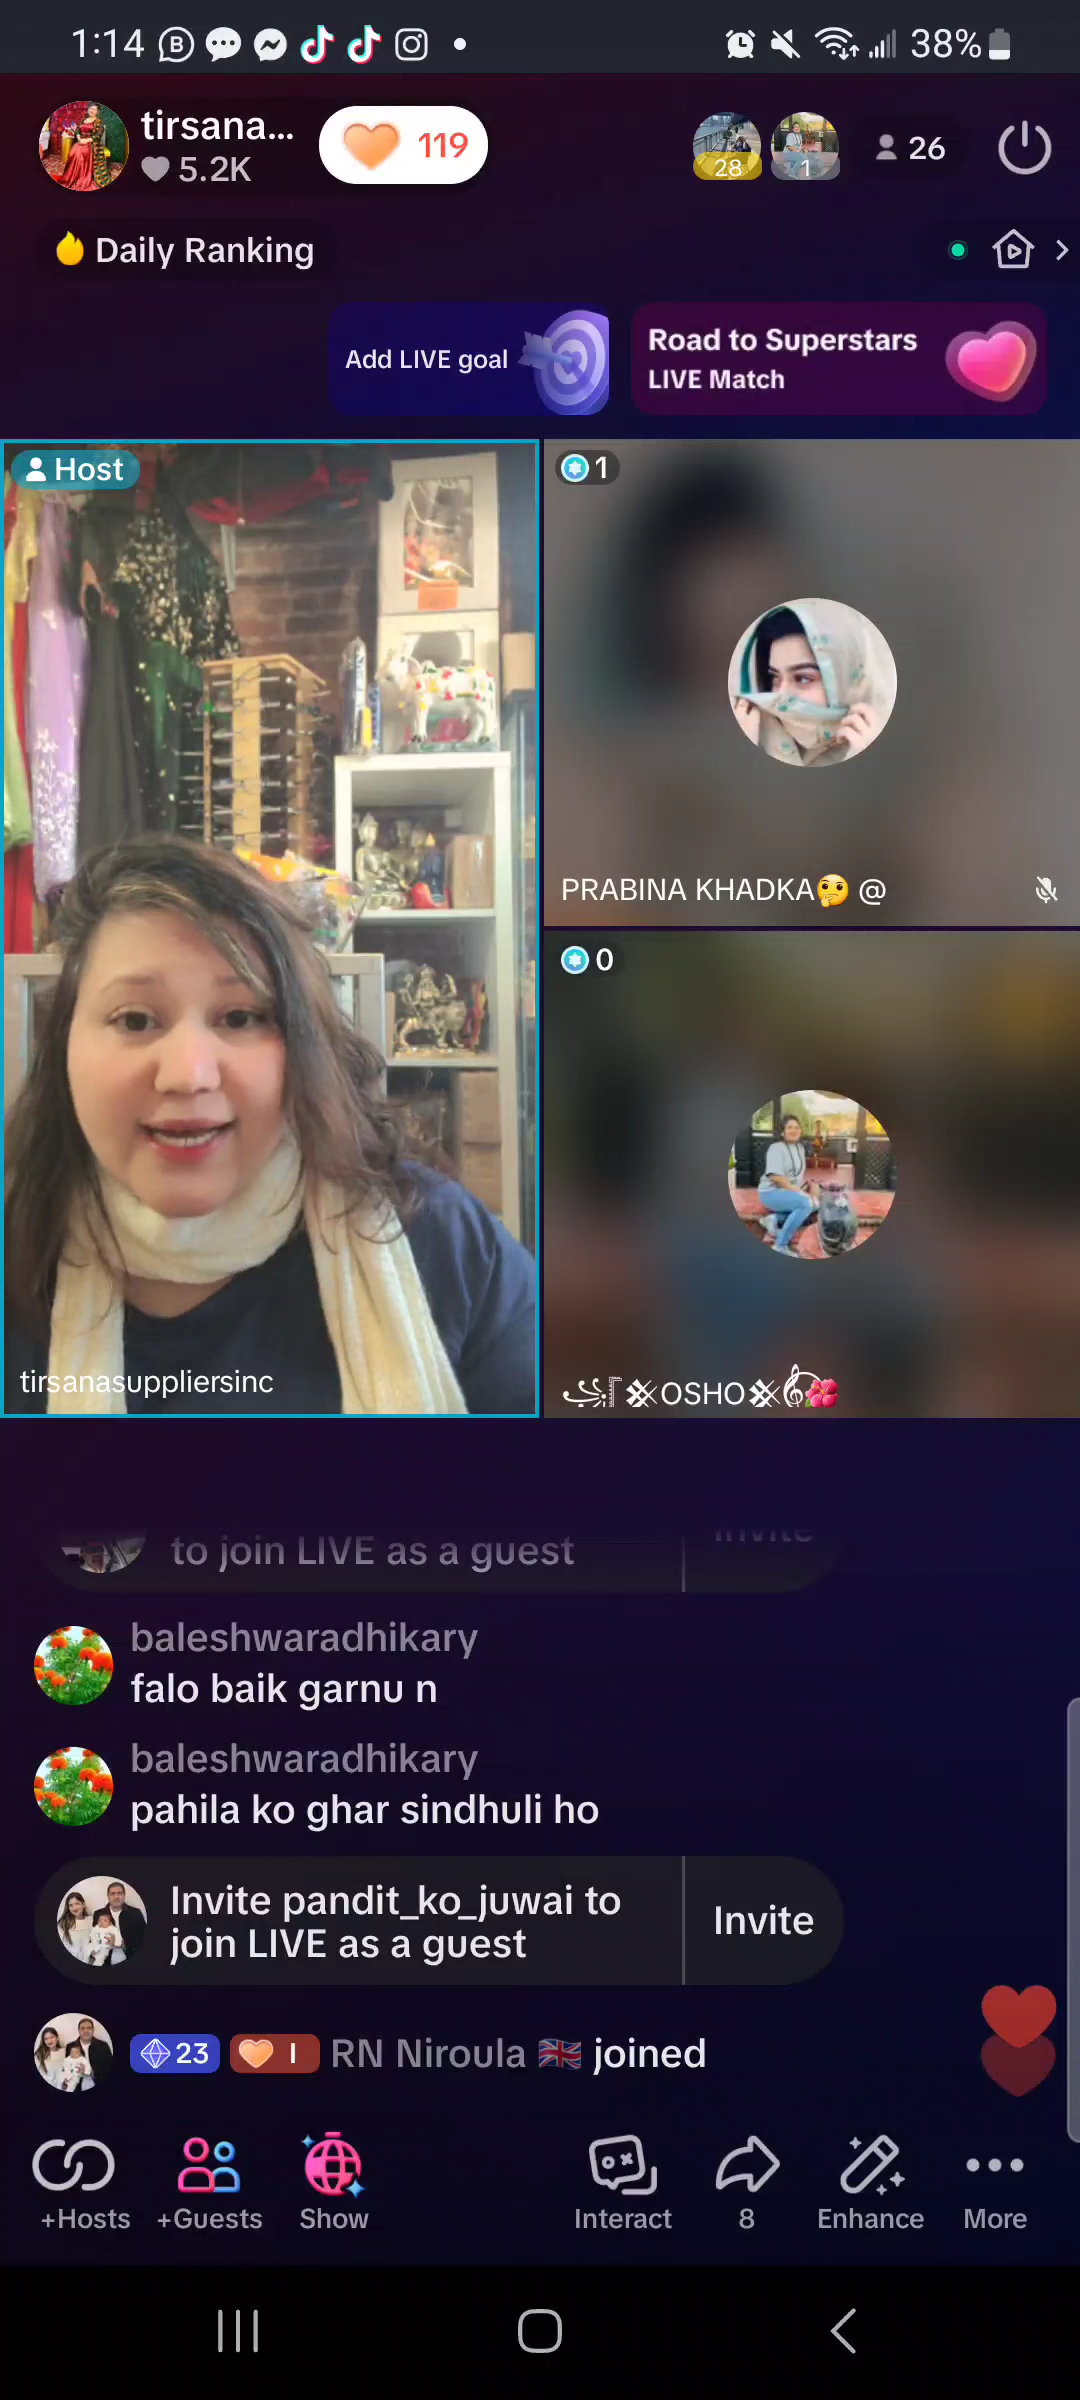 1:14
38%
tirsana...
5.2K
119
28
1
26
Daily Ranking
Add LIVE goal
Road to Superstars
LIVE Match
Host
1
PRABINA KHADKA🤔 @
0
OSHO
tirsanasuppliersinc
to join LIVE as a guest
Invite
baleshwaradhikary
falo baik garnu n
baleshwaradhikary
pahila ko ghar sindhuli ho
Invite pandit_ko_juwai to
join LIVE as a guest
Invite
23 I RN Niroula 🇬🇧 joined
+Hosts
+Guests
Show
Interact
8
Enhance
More